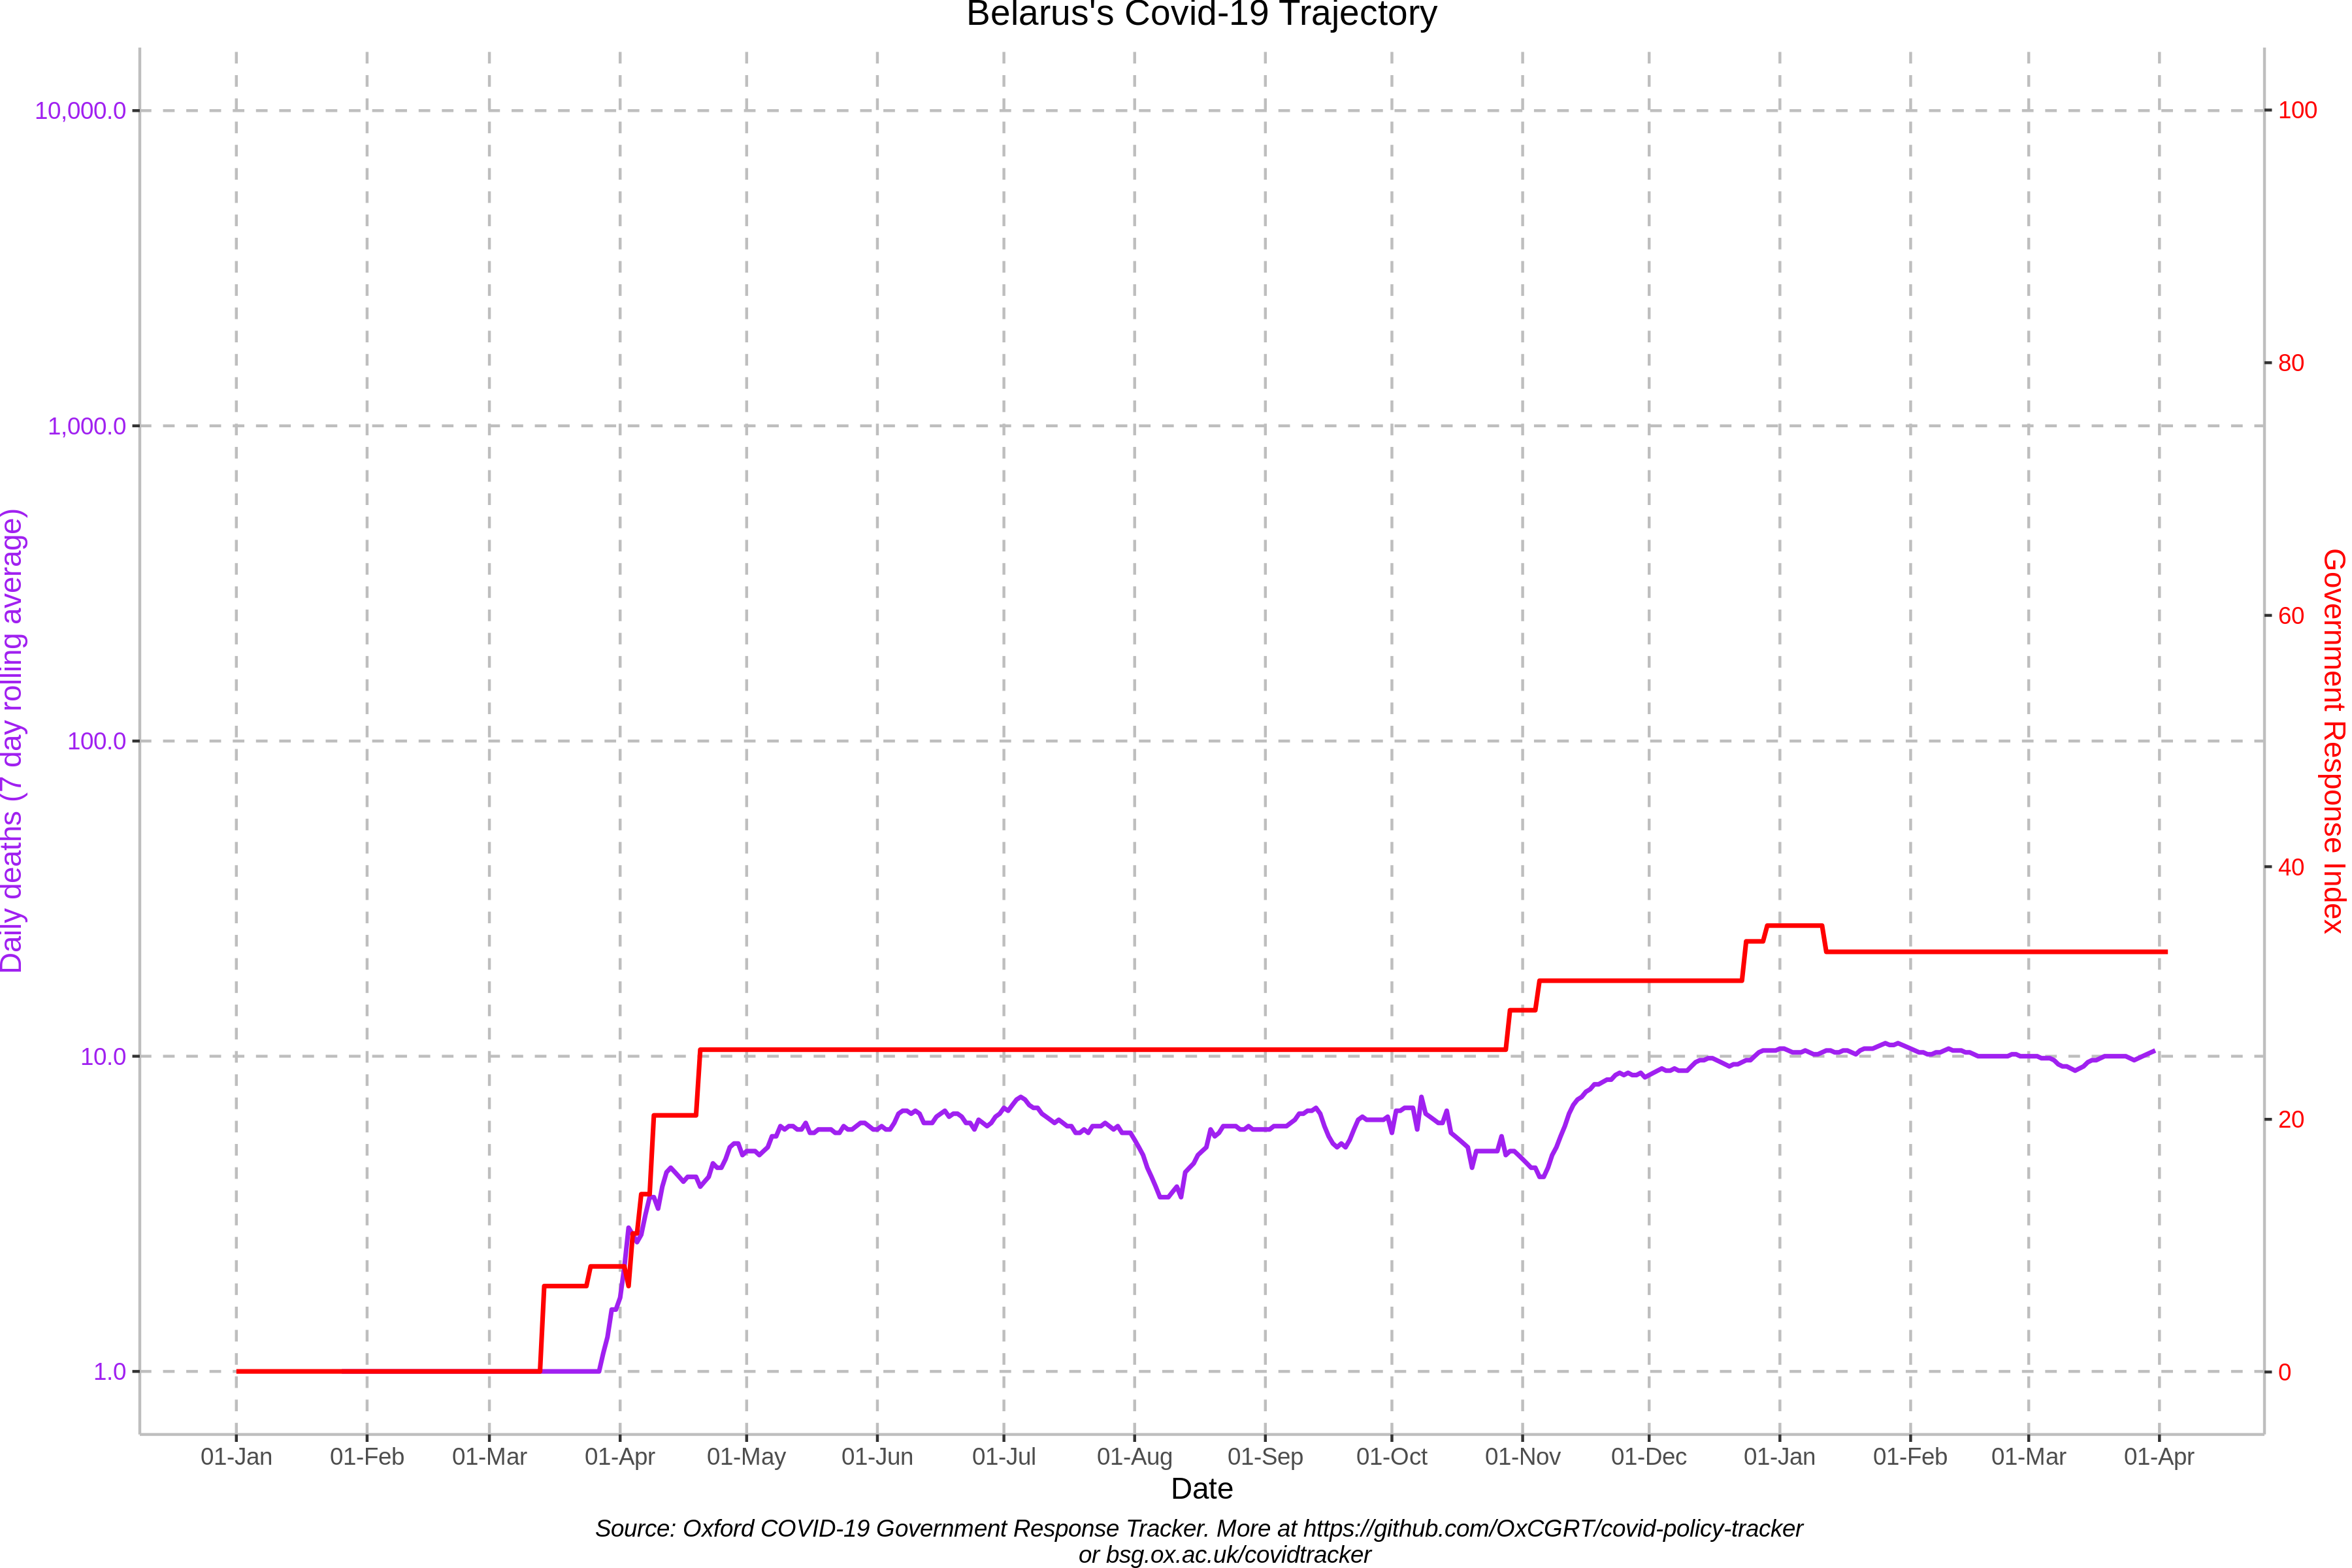 Belarus's Covid-19 Trajectory
10,000.0
1,000.0
100.0
10.0
1.0
Daily deaths (7 day rolling average)
100
80
60
40
20
0
Government Response Index
01-Jan 01-Feb 01-Mar 01-Apr 01-May 01-Jun 01-Jul 01-Aug 01-Sep 01-Oct 01-Nov 01-Dec 01-Jan 01-Feb 01-Mar 01-Apr
Date
Source: Oxford COVID-19 Government Response Tracker. More at https://github.com/OxCGRT/covid-policy-tracker
or bsg.ox.ac.uk/covidtracker